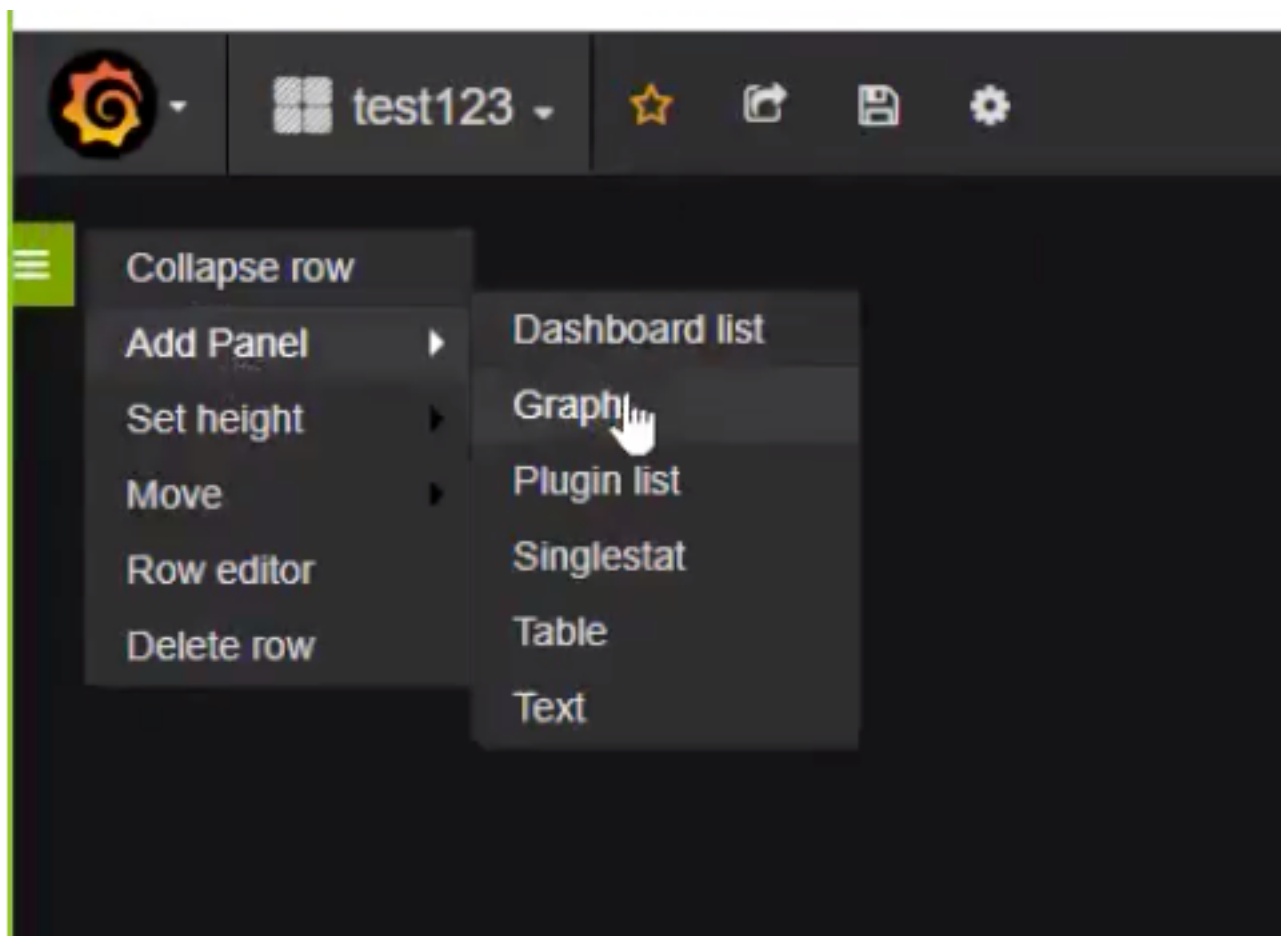 test123
Collapse row
Add Panel
Set height
Move
Row editor
Delete row
Dashboard list
Graph
Plugin list
Singlestat
Table
Text